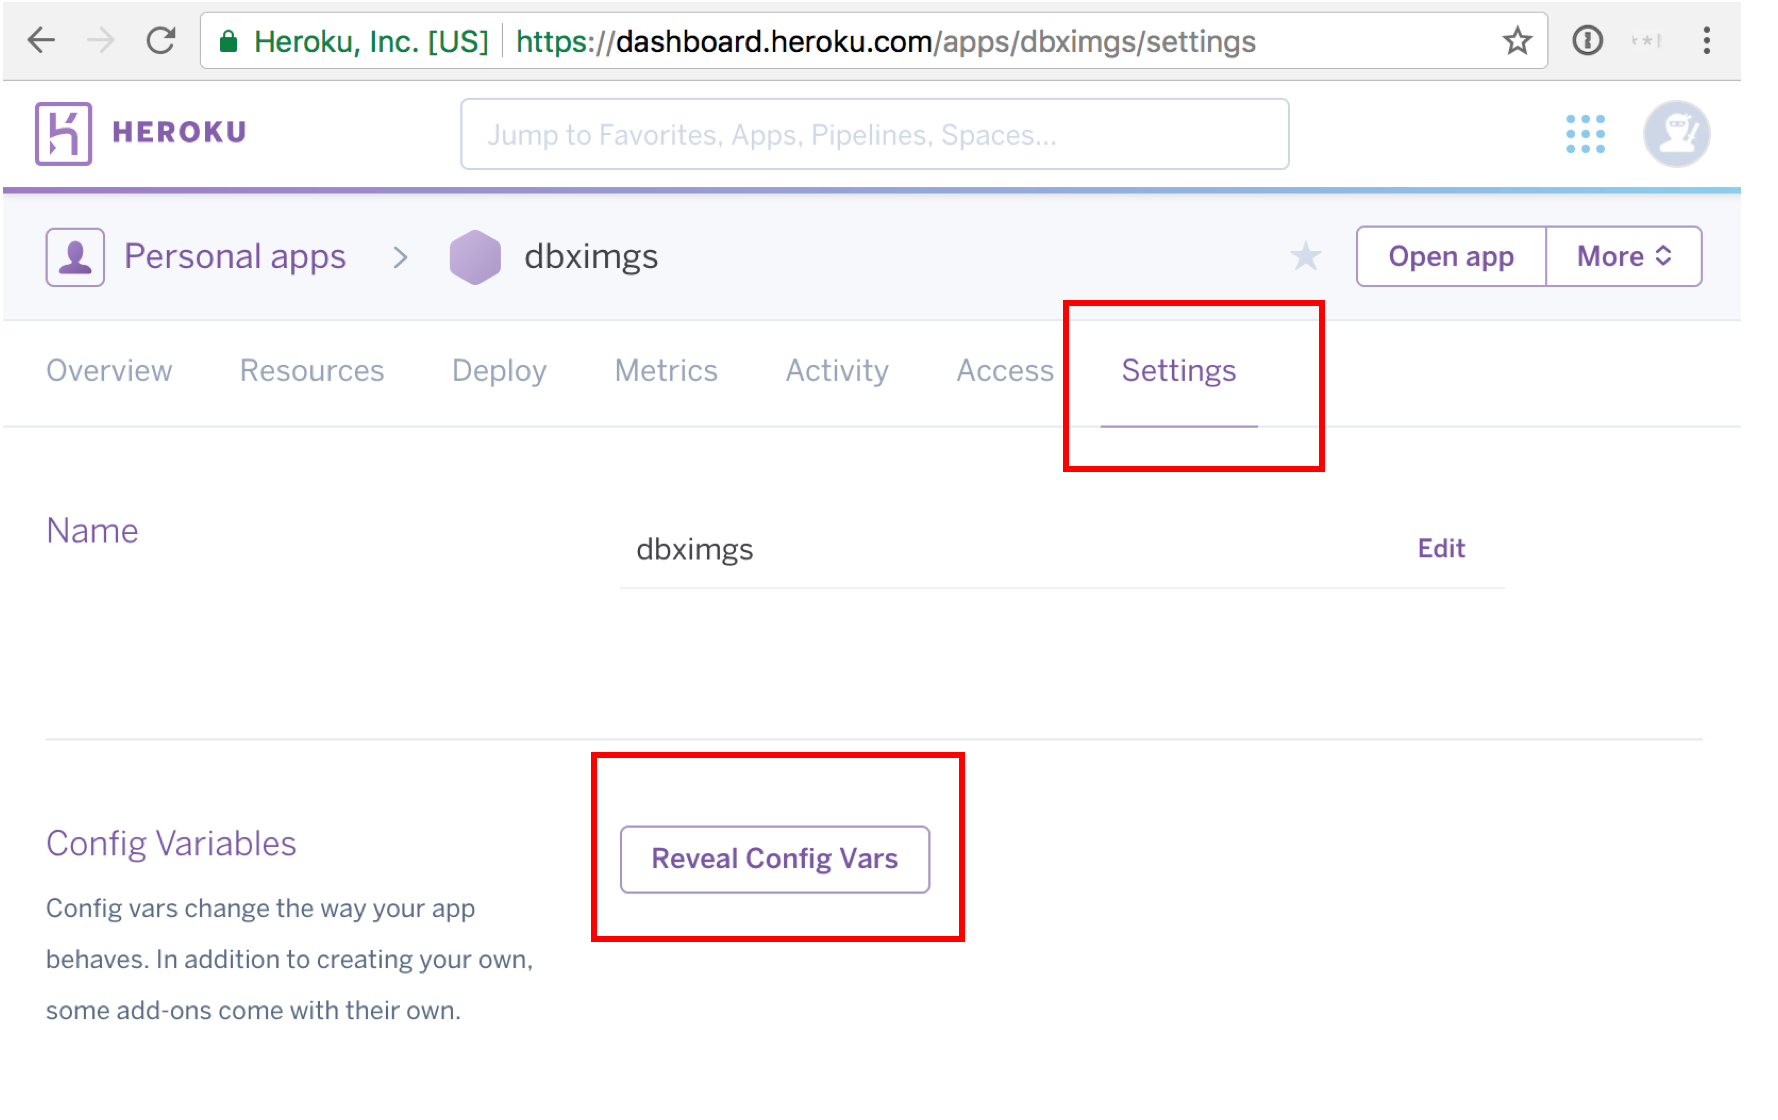 Heroku, Inc. [US] https://dashboard.heroku.com/apps/dbximgs/settings
HEROKU
Jump to Favorites, Apps, Pipelines, Spaces...
Personal apps > dbximgs
Open app
More
Overview Resources Deploy Metrics Activity Access Settings
Name
dbximgs
Edit
Config Variables
Reveal Config Vars
Config vars change the way your app
behaves. In addition to creating your own,
some add-ons come with their own.